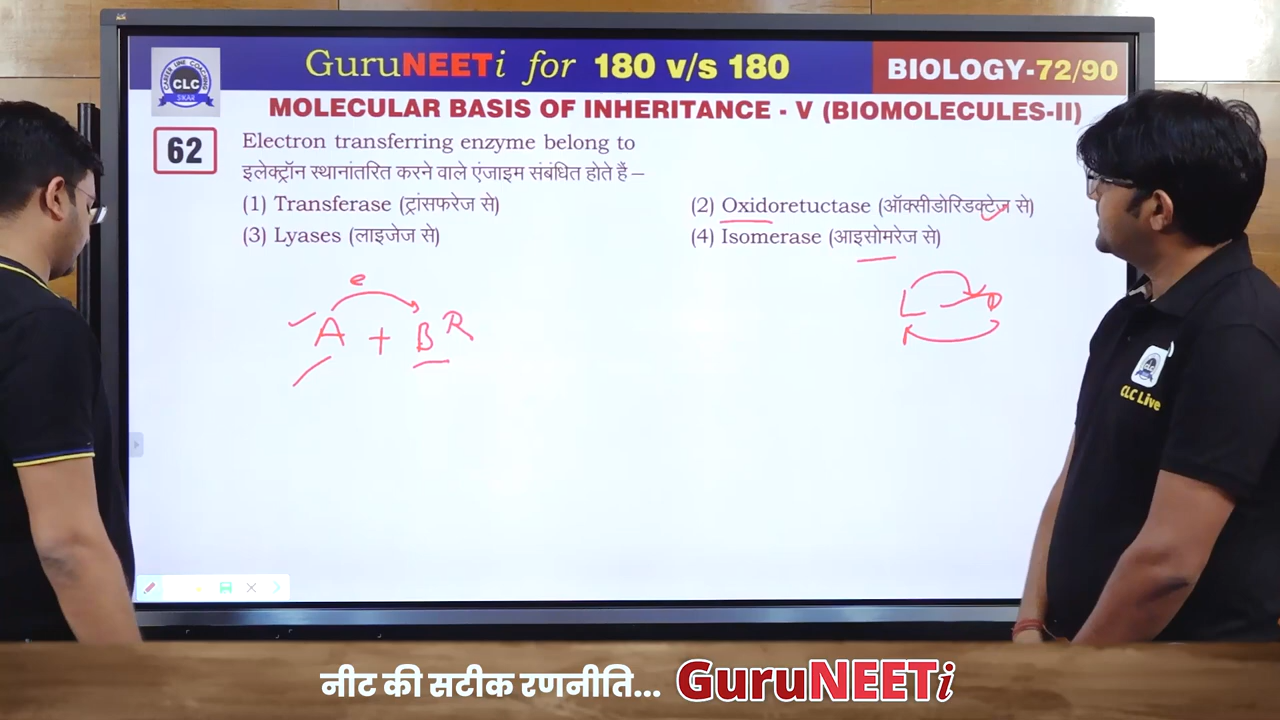 GuruNEETi for 180 v/s 180
BIOLOGY-72/90
CLC
SIKAR
MOLECULAR BASIS OF INHERITANCE - V (BIOMOLECULES-II)
62
Electron transferring enzyme belong to
इलेक्ट्रॉन स्थानांतरित करने वाले एंजाइम संबंधित होते हैं –
(1) Transferase (ट्रांसफरेज से)
(2) Oxidoretuctase (ऑक्सीडोरिडक्टेज से)
(3) Lyases (लाइजेज से)
(4) Isomerase (आइसोमरेज से)
e
A + B R
L D
CLC Live
नीट की सटीक रणनीति... GuruNEETi